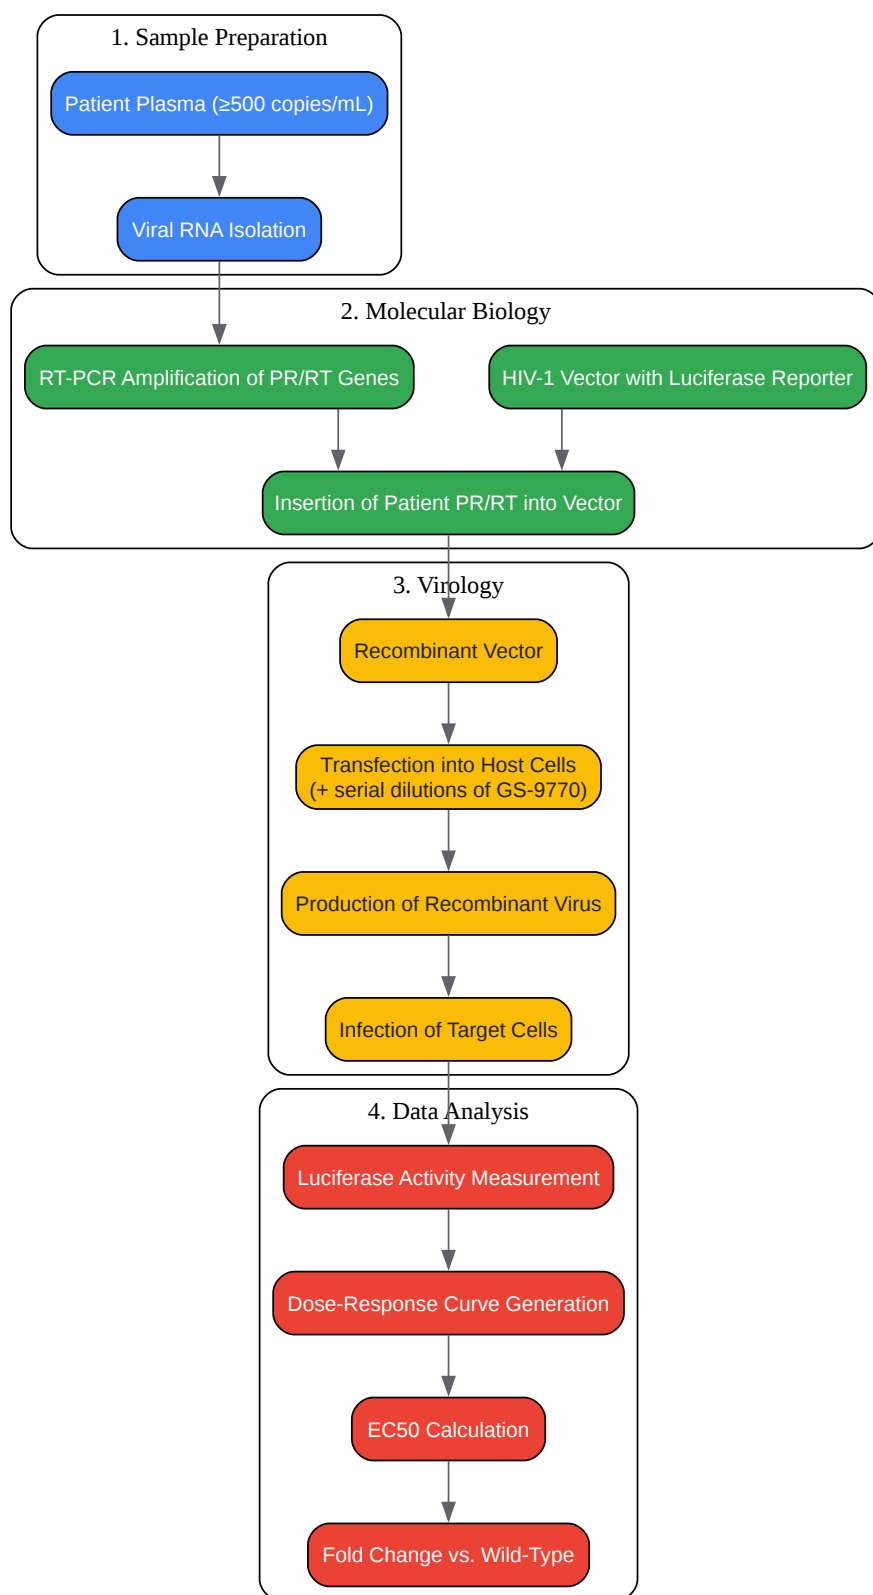 1. Sample Preparation
Patient Plasma (≥500 copies/mL)
Viral RNA Isolation
2. Molecular Biology
RT-PCR Amplification of PR/RT Genes
HIV-1 Vector with Luciferase Reporter
Insertion of Patient PR/RT into Vector
3. Virology
Recombinant Vector
Transfection into Host Cells
(+ serial dilutions of GS-9770)
Production of Recombinant Virus
Infection of Target Cells
4. Data Analysis
Luciferase Activity Measurement
Dose-Response Curve Generation
EC50 Calculation
Fold Change vs. Wild-Type